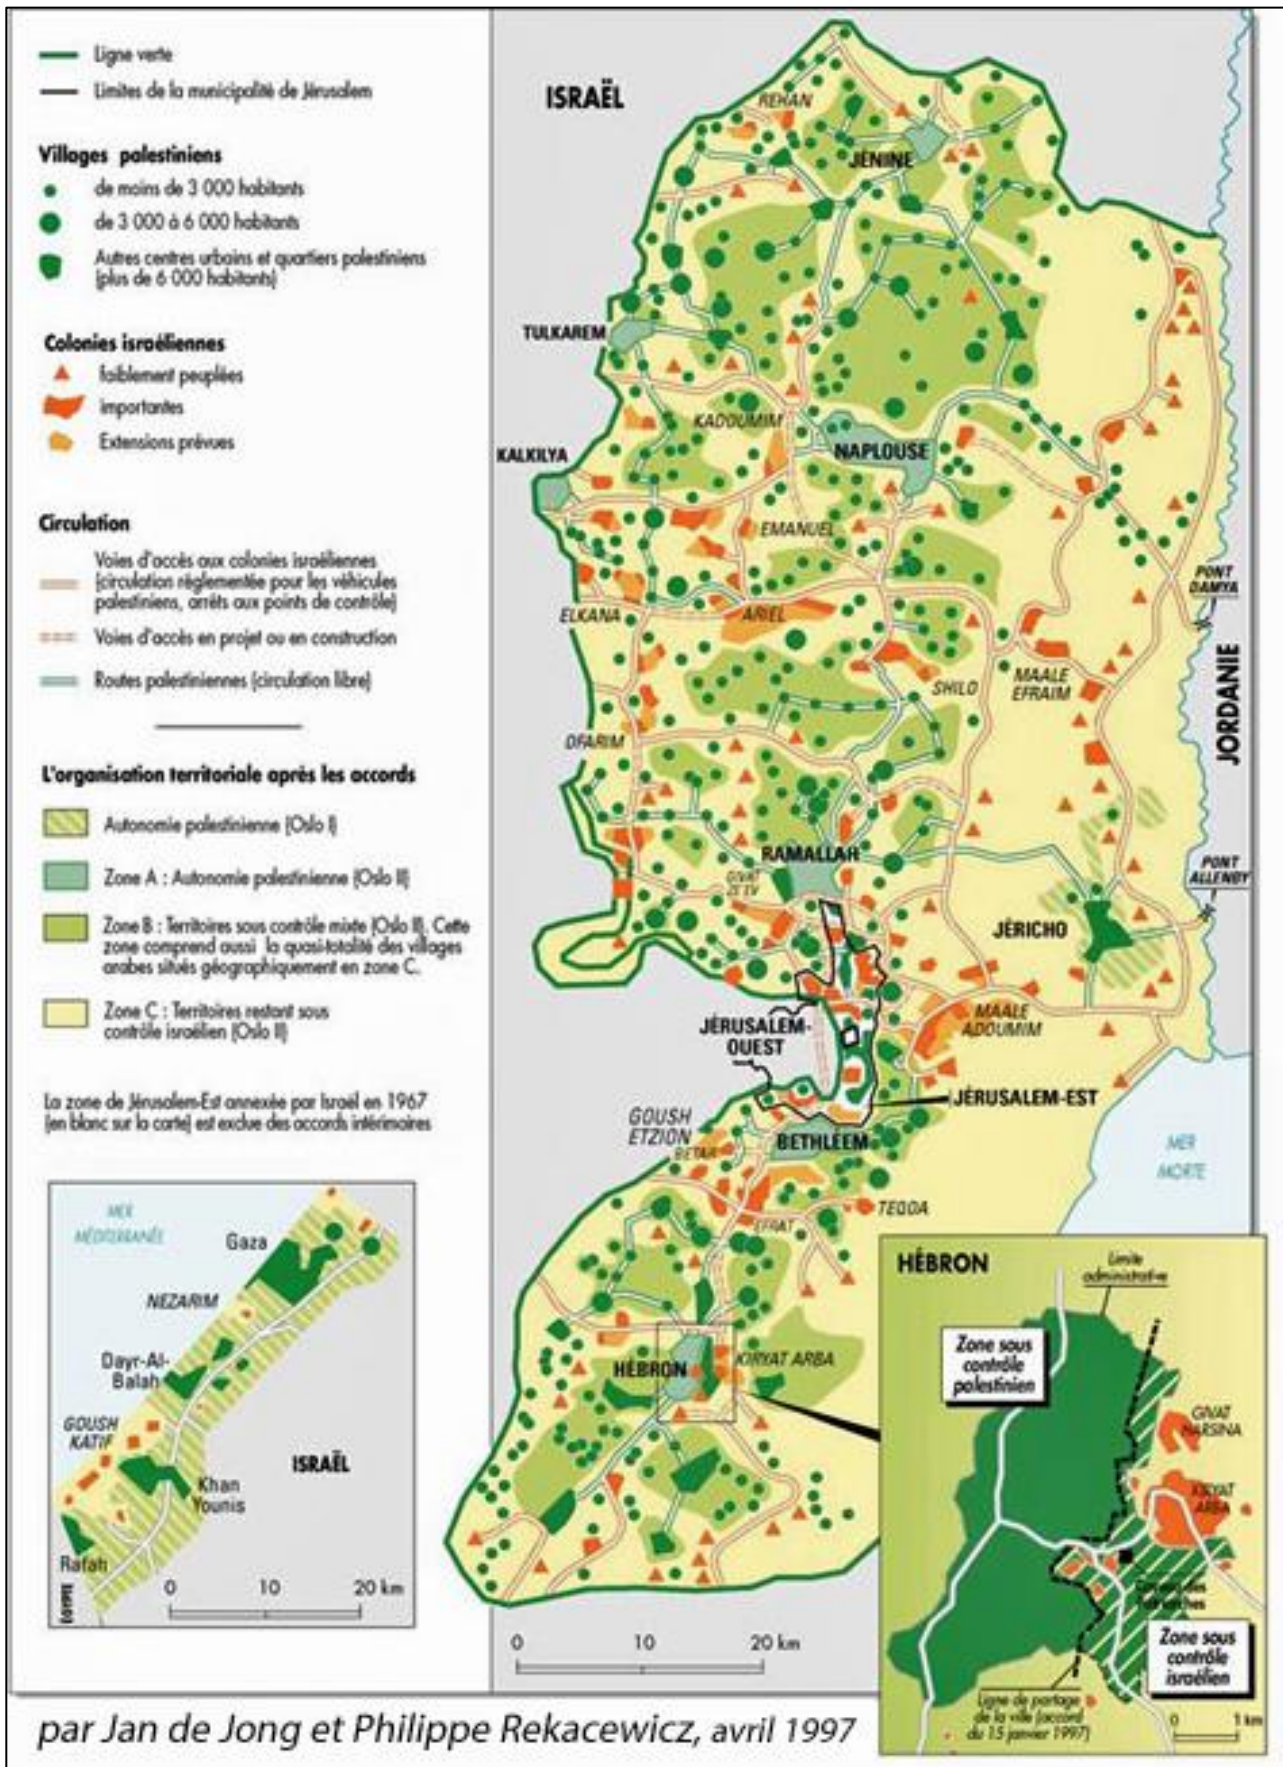 Ligne verte
Limites de la municipalité de Jérusalem
Villages palestiniens
de moins de 3 000 habitants
de 3 000 à 6 000 habitants
Autres centres urbains et quartiers palestiniens
(plus de 6 000 habitants)
Colonies israéliennes
faiblement peuplées
importantes
Extensions prévues
Circulation
Voies d'accès aux colonies israéliennes
(circulation règlementée pour les véhicules
palestiniens, arrêts aux points de contrôle)
Voies d'accès en projet ou en construction
Routes palestiniennes (circulation libre)
L'organisation territoriale après les accords
Autonomie palestinienne (Oslo I)
Zone A : Autonomie palestinienne (Oslo II)
Zone B : Territoires sous contrôle mixte (Oslo II). Cette
zone comprend aussi la quasi-totalité des villages
arabes situés géographiquement en zone C.
Zone C : Territoires restant sous
contrôle israélien (Oslo II)
La zone de Jérusalem-Est annexée par Israël en 1967
(en blanc sur la carte) est exclue des accords intérimaires
MER
MÉDITERRANÉE
Gaza
NEZARIM
Dayr-Al-
Balah
GOUSH
KATIF
ISRAËL
Khan
Younis
Rafah
ÉGYPTE
0 10 20 km
ISRAËL
REHAN
JÉNINE
TULKAREM
KADOUMIM
KALKILYA
NAPLOUSE
EMANUEL
PONT
DAMYA
ELKANA
ARIEL
JORDANIE
MAALE
EFRAIM
SHILO
OFARIM
RAMALLAH
GIVAT
ZE'EV
PONT
ALLENBY
JÉRICHO
MAALE
ADOUMIM
JÉRUSALEM-
OUEST
JÉRUSALEM-EST
GOUSH
ETZION
BETAR
BETHLÉEM
MER
MORTE
TEQOA
EFRAT
HÉBRON
KIRYAT ARBA
0 10 20 km
HÉBRON
Limite
administrative
Zone sous
contrôle
palestinien
GIVAT
HARSINA
KIRYAT
ARBA
Caveau des
Patriarches
Zone sous
contrôle
israélien
Ligne de partage
de la ville (accord
du 15 janvier 1997)
0 1 km
par Jan de Jong et Philippe Rekacewicz, avril 1997